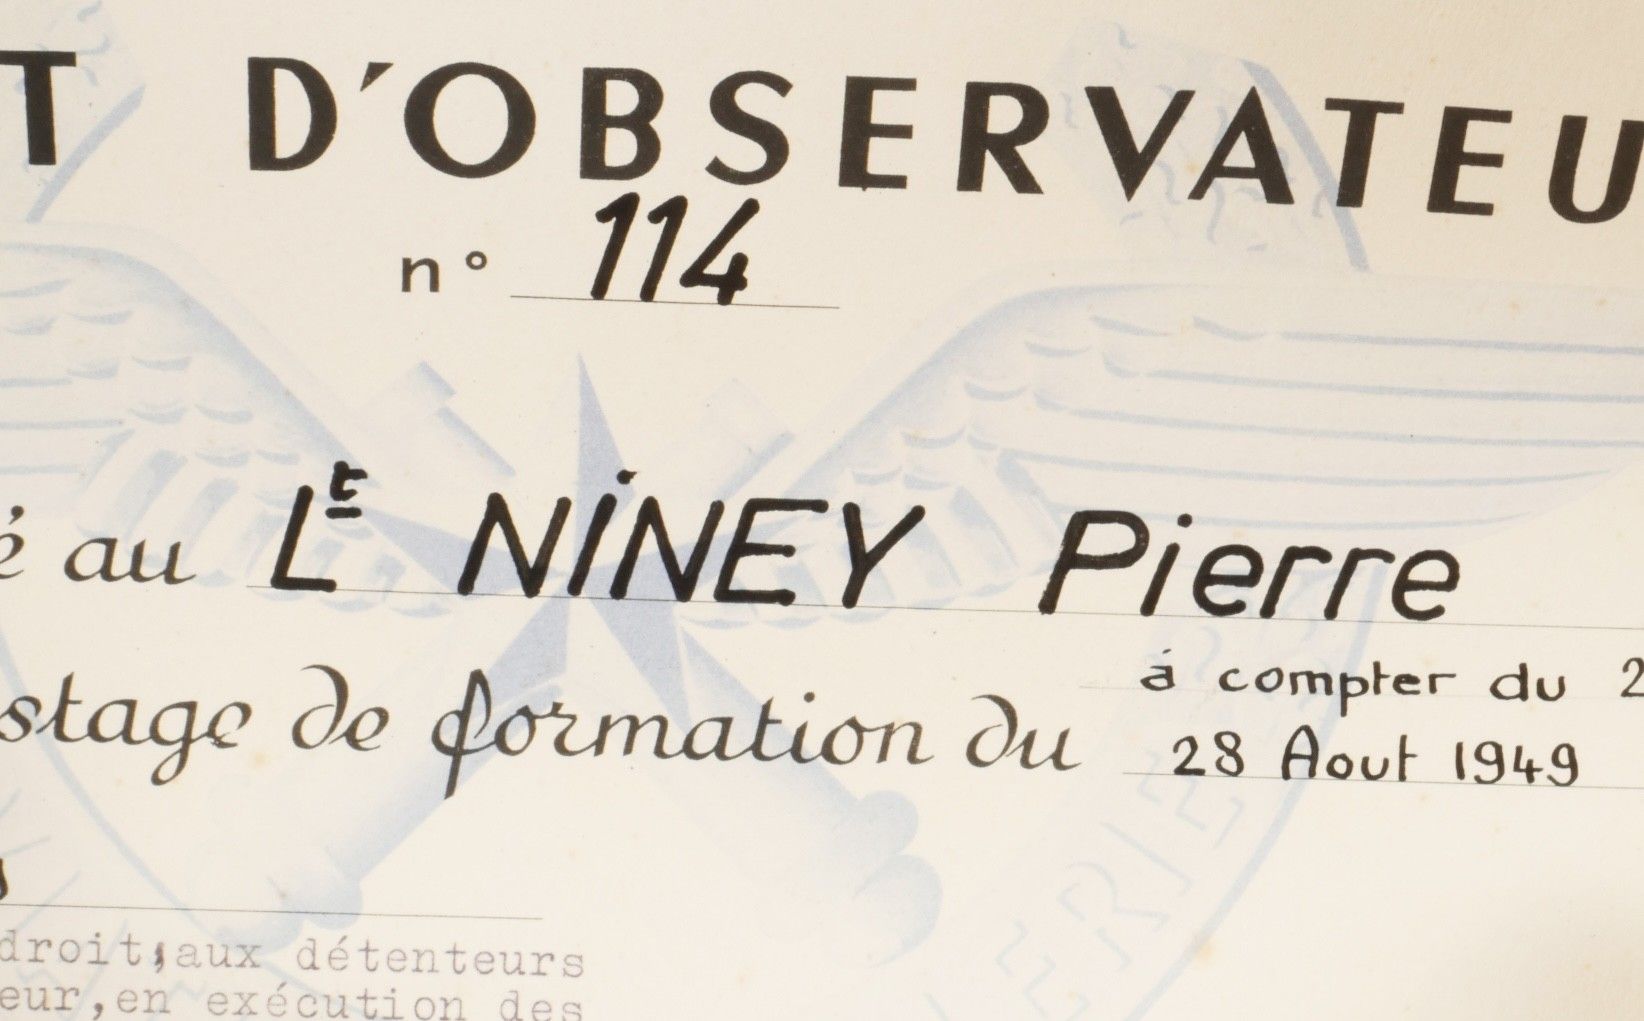 T D'OBSERVATEU
n° 114
é au Lt NINEY Pierre
à compter du 2
stage de formation du 28 Aout 1949
droit, aux détenteurs
eur, en exécution des